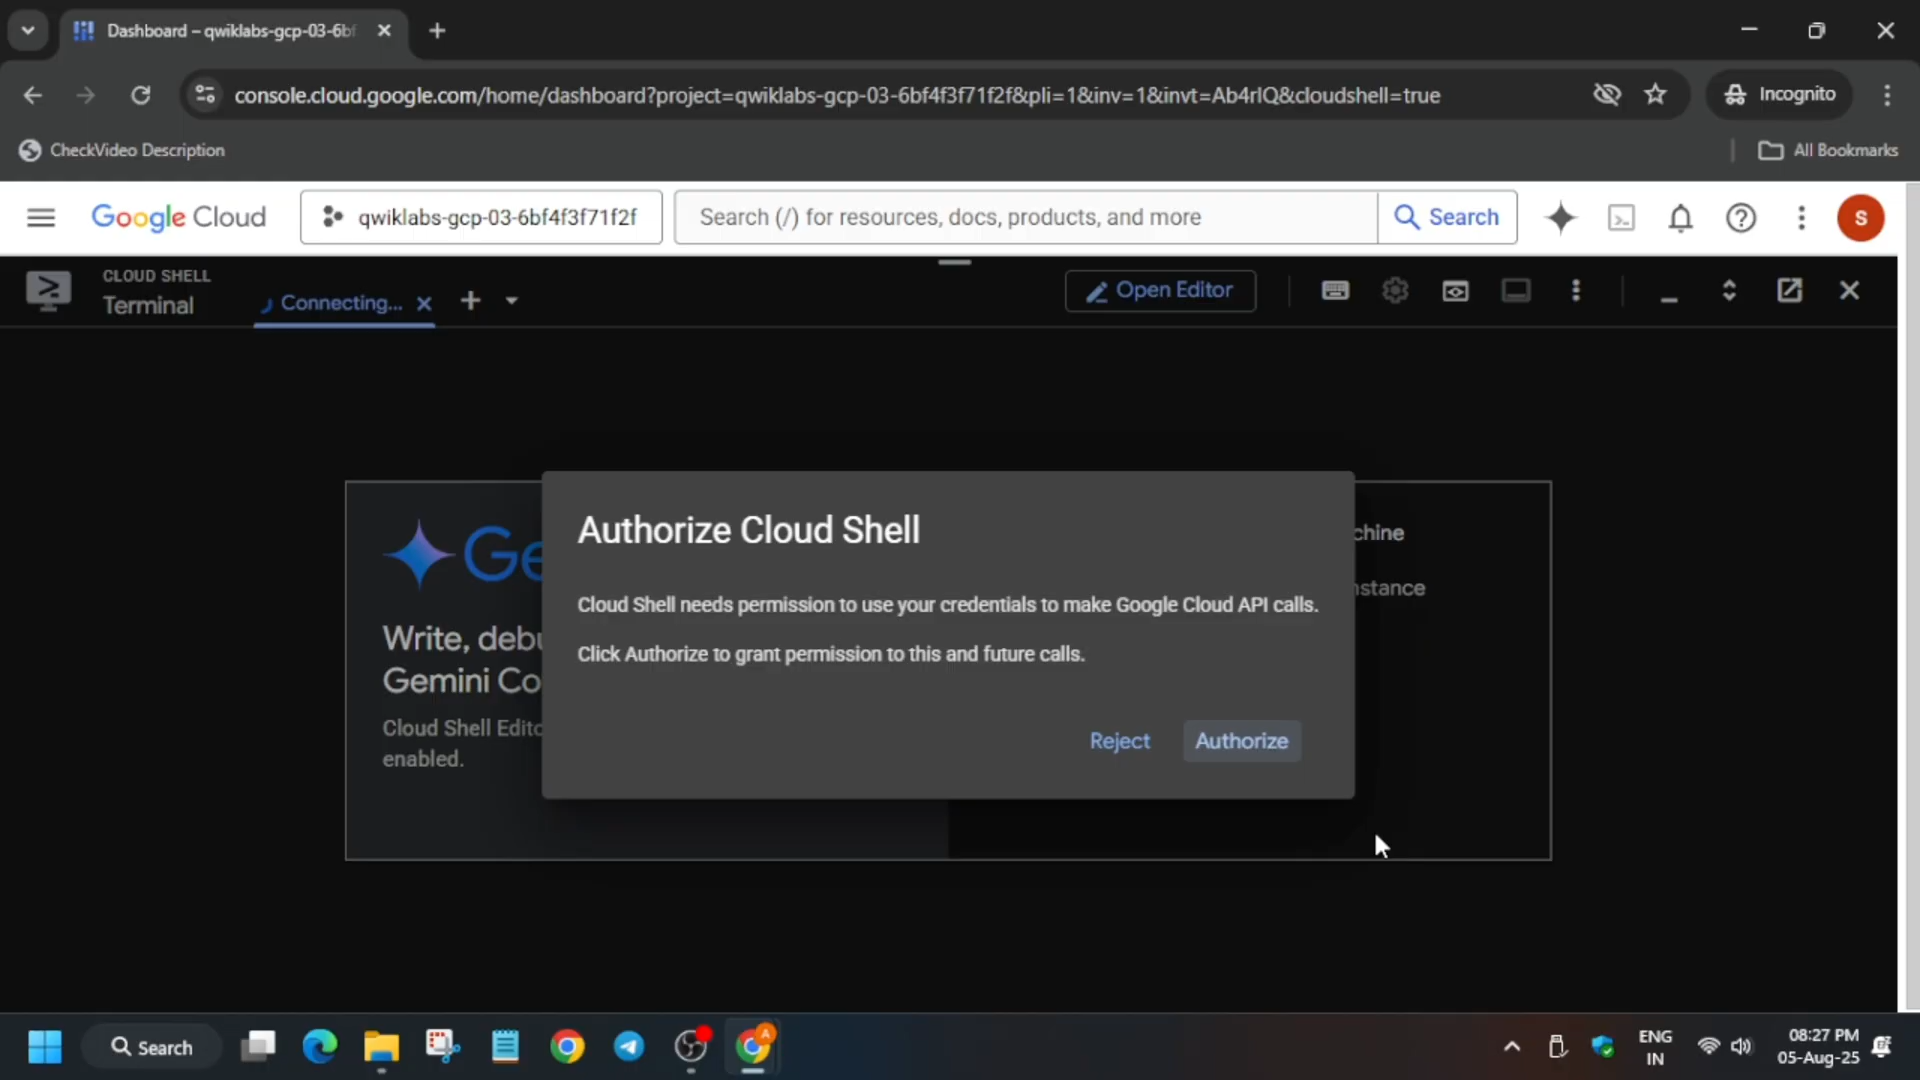 Dashboard – qwiklabs-gcp-03-6bf
console.cloud.google.com/home/dashboard?project=qwiklabs-gcp-03-6bf4f3f71f2f&pli=1&inv=1&invt=Ab4rIQ&cloudshell=true
Incognito
CheckVideo Description
All Bookmarks
Google Cloud
qwiklabs-gcp-03-6bf4f3f71f2f
Search (/) for resources, docs, products, and more
Search
S
CLOUD SHELL
Terminal
Connecting...
Open Editor
Authorize Cloud Shell
Cloud Shell needs permission to use your credentials to make Google Cloud API calls.
Click Authorize to grant permission to this and future calls.
Reject
Authorize
Ge
Write, debu
Gemini Co
Cloud Shell Edito
enabled.
chine
nstance
Search
ENG
IN
08:27 PM
05-Aug-25